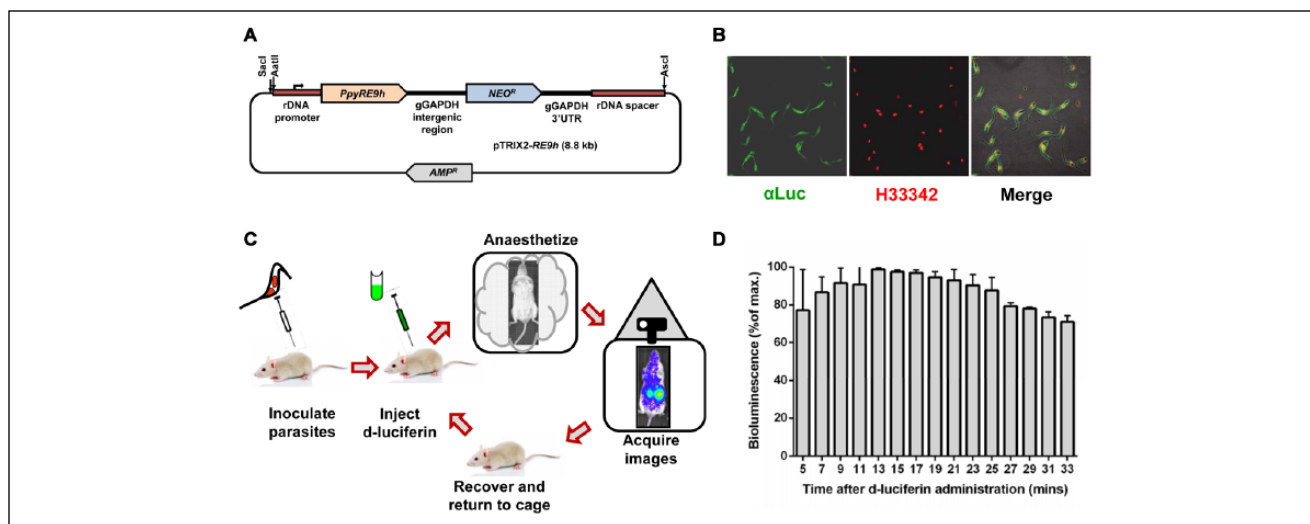 A
SacI
AatII
AscI
PpyRE9h
NEOR
rDNA
promoter
gGAPDH
intergenic
region
gGAPDH
3'UTR
rDNA spacer
pTRIX2-RE9h (8.8 kb)
AMPR
B
αLuc
H33342
Merge
C
Anaesthetize
Inoculate
parasites
Inject
d-luciferin
Acquire
images
Recover and
return to cage
D
Bioluminescence (%of max.)
100
80
60
40
20
0
5 7 9 11 13 15 17 19 21 23 25 27 29 31 33
Time after d-luciferin administration (mins)